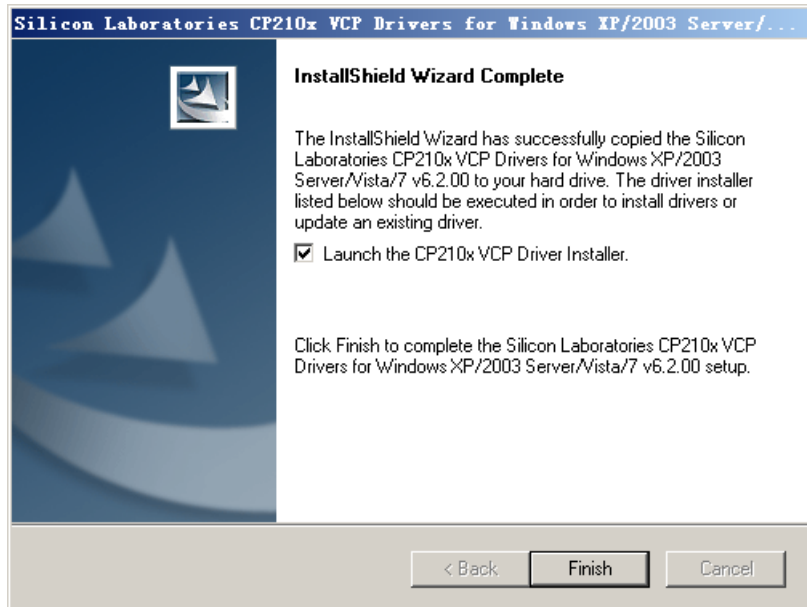 Silicon Laboratories CP210x VCP Drivers for Windows XP/2003 Server/...
InstallShield Wizard Complete
The InstallShield Wizard has successfully copied the Silicon
Laboratories CP210x VCP Drivers for Windows XP/2003
Server/Vista/7 v6.2.00 to your hard drive. The driver installer
listed below should be executed in order to install drivers or
update an existing driver.
Launch the CP210x VCP Driver Installer.
Click Finish to complete the Silicon Laboratories CP210x VCP
Drivers for Windows XP/2003 Server/Vista/7 v6.2.00 setup.
< Back
Finish
Cancel